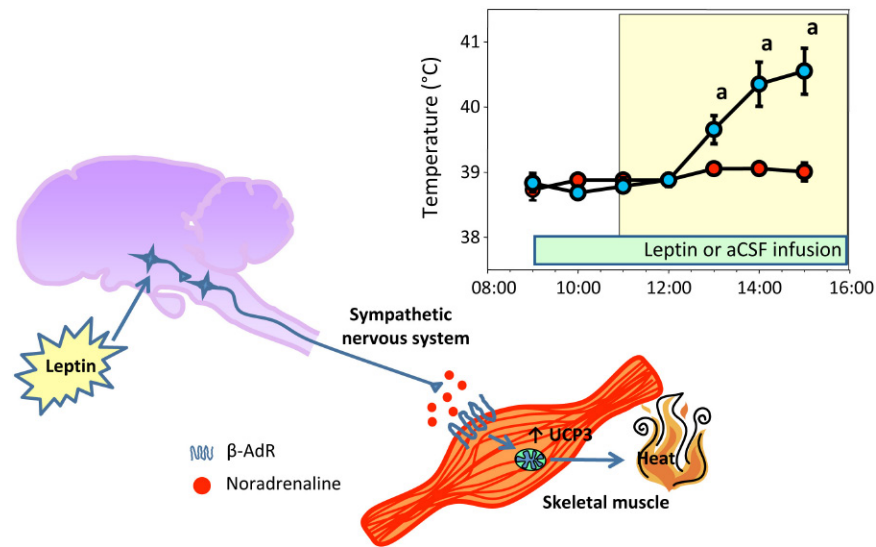 Temperature (°C)
41
40
39
38
a
a
a
Leptin or aCSF infusion
08:00 10:00 12:00 14:00 16:00
Leptin
Sympathetic
nervous system
↑ UCP3
Heat
Skeletal muscle
β-AdR
Noradrenaline